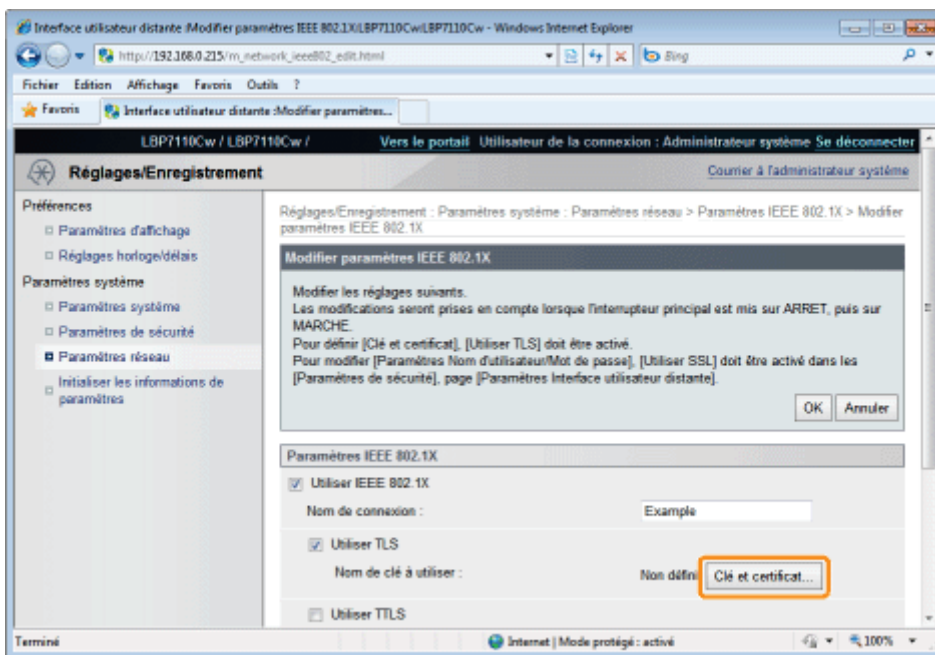 Interface utilisateur distante :Modifier paramètres IEEE 802.1X:LBP7110Cw:LBP7110Cw - Windows Internet Explorer
http://192.168.0.215/m_network_ieee802_edit.html
Bing
Fichier Edition Affichage Favoris Outils ?
Favoris
Interface utilisateur distante :Modifier paramètres...
LBP7110Cw / LBP7110Cw /
Vers le portail Utilisateur de la connexion : Administrateur système Se déconnecter
Réglages/Enregistrement
Courrier à l'administrateur système
Préférences
Paramètres d'affichage
Réglages horloge/délais
Paramètres système
Paramètres système
Paramètres de sécurité
Paramètres réseau
Initialiser les informations de
paramètres
Réglages/Enregistrement : Paramètres système : Paramètres réseau > Paramètres IEEE 802.1X > Modifier
paramètres IEEE 802.1X
Modifier paramètres IEEE 802.1X
Modifier les réglages suivants.
Les modifications seront prises en compte lorsque l'interrupteur principal est mis sur ARRET, puis sur
MARCHE.
Pour définir [Clé et certificat], [Utiliser TLS] doit être activé.
Pour modifier [Paramètres Nom d'utilisateur/Mot de passe], [Utiliser SSL] doit être activé dans les
[Paramètres de sécurité], page [Paramètres Interface utilisateur distante].
OK Annuler
Paramètres IEEE 802.1X
Utiliser IEEE 802.1X
Nom de connexion : Example
Utiliser TLS
Nom de clé à utiliser : Non défini Clé et certificat...
Utiliser TTLS
Terminé
Internet | Mode protégé : activé
100%